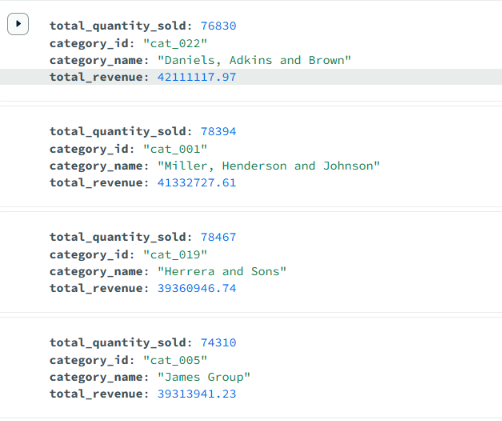 total_quantity_sold: 76830
category_id: "cat_022"
category_name: "Daniels, Adkins and Brown"
total_revenue: 42111117.97
total_quantity_sold: 78394
category_id: "cat_001"
category_name: "Miller, Henderson and Johnson"
total_revenue: 41332727.61
total_quantity_sold: 78467
category_id: "cat_019"
category_name: "Herrera and Sons"
total_revenue: 39360946.74
total_quantity_sold: 74310
category_id: "cat_005"
category_name: "James Group"
total_revenue: 39313941.23